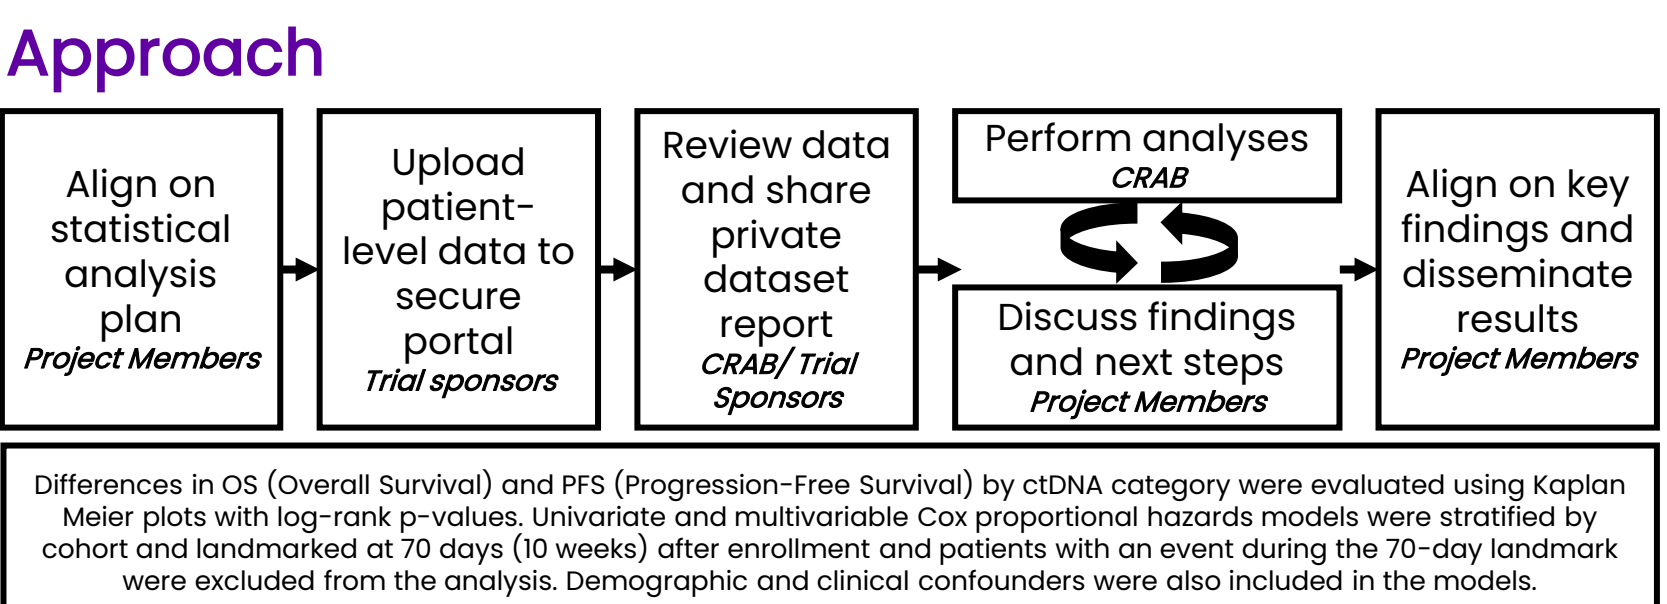 Approach
Align on
statistical
analysis
plan
Project Members
Upload
patient-
level data to
secure
portal
Trial sponsors
Review data
and share
private
dataset
report
CRAB/ Trial
Sponsors
Perform analyses
CRAB
Discuss findings
and next steps
Project Members
Align on key
findings and
disseminate
results
Project Members
Differences in OS (Overall Survival) and PFS (Progression-Free Survival) by ctDNA category were evaluated using Kaplan
Meier plots with log-rank p-values. Univariate and multivariable Cox proportional hazards models were stratified by
cohort and landmarked at 70 days (10 weeks) after enrollment and patients with an event during the 70-day landmark
were excluded from the analysis. Demographic and clinical confounders were also included in the models.